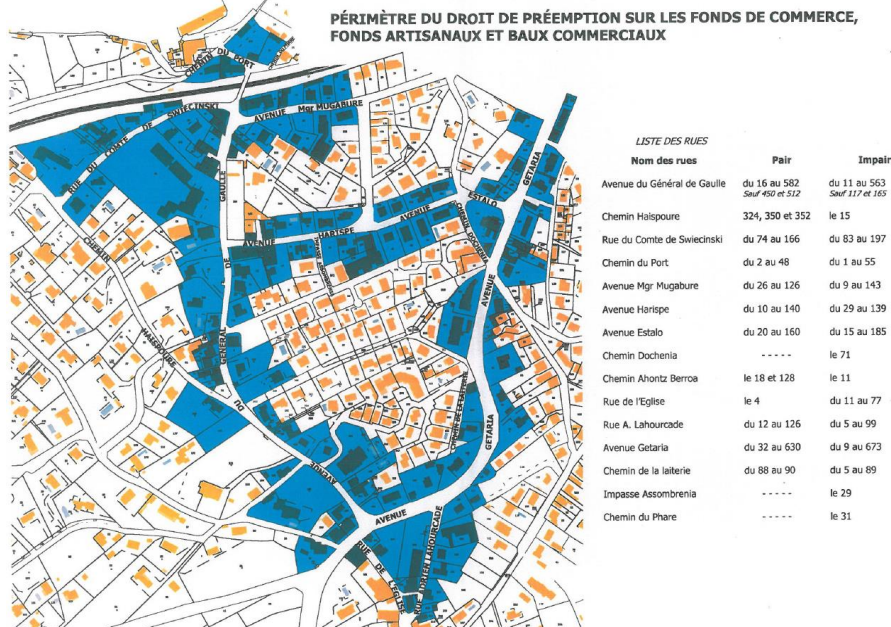 PÉRIMÈTRE DU DROIT DE PRÉEMPTION SUR LES FONDS DE COMMERCE,
FONDS ARTISANAUX ET BAUX COMMERCIAUX
LISTE DES RUES
Nom des rues Pair Impair
Avenue du Général de Gaulle du 16 au 582 du 11 au 563
Sauf 450 et 512 Sauf 117 et 165
Chemin Haispoure 324, 350 et 352 le 15
Rue du Comte de Swiecinski du 74 au 166 du 83 au 197
Chemin du Port du 2 au 48 du 1 au 55
Avenue Mgr Mugabure du 26 au 126 du 9 au 143
Avenue Harispe du 10 au 140 du 29 au 139
Avenue Estalo du 20 au 160 du 15 au 185
Chemin Dochenia - - - - - le 71
Chemin Ahontz Berroa le 18 et 128 le 11
Rue de l'Eglise le 4 du 11 au 77
Rue A. Lahourcade du 12 au 126 du 5 au 99
Avenue Getaria du 32 au 630 du 9 au 673
Chemin de la laiterie du 88 au 90 du 5 au 89
Impasse Assombrenia - - - - - le 29
Chemin du Phare - - - - - le 31
CHEMIN DU PORT
RUE DU COMTE DE SWIECINSKI
AVENUE Mgr MUGABURE
GAULLE
DE
GENERAL
DU
AVENUE
AVENUE HARISPE AVENUE ESTALO
CHEMIN DOCHENIA
GETARIA
AVENUE
CHEMIN
HAISPOURE
GETARIA
AVENUE
RUE DE L'EGLISE
RUE ADRIEN LAHOURCADE